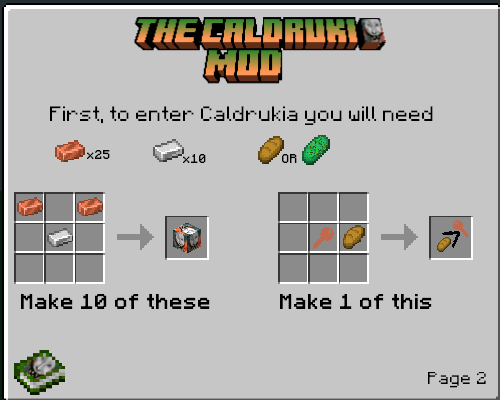 THE CALDRUKI
MOD
First, to enter Caldrukia you will need
x25 x10 OR
Make 10 of these Make 1 of this
Page 2